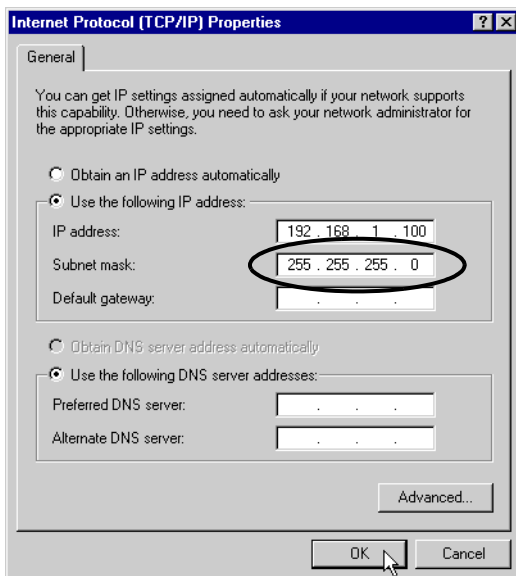 Internet Protocol (TCP/IP) Properties
General
You can get IP settings assigned automatically if your network supports
this capability. Otherwise, you need to ask your network administrator for
the appropriate IP settings.
Obtain an IP address automatically
Use the following IP address:
IP address: 192 . 168 . 1 . 100
Subnet mask: 255 . 255 . 255 . 0
Default gateway: . . .
Obtain DNS server address automatically
Use the following DNS server addresses:
Preferred DNS server: . . .
Alternate DNS server: . . .
Advanced...
OK Cancel